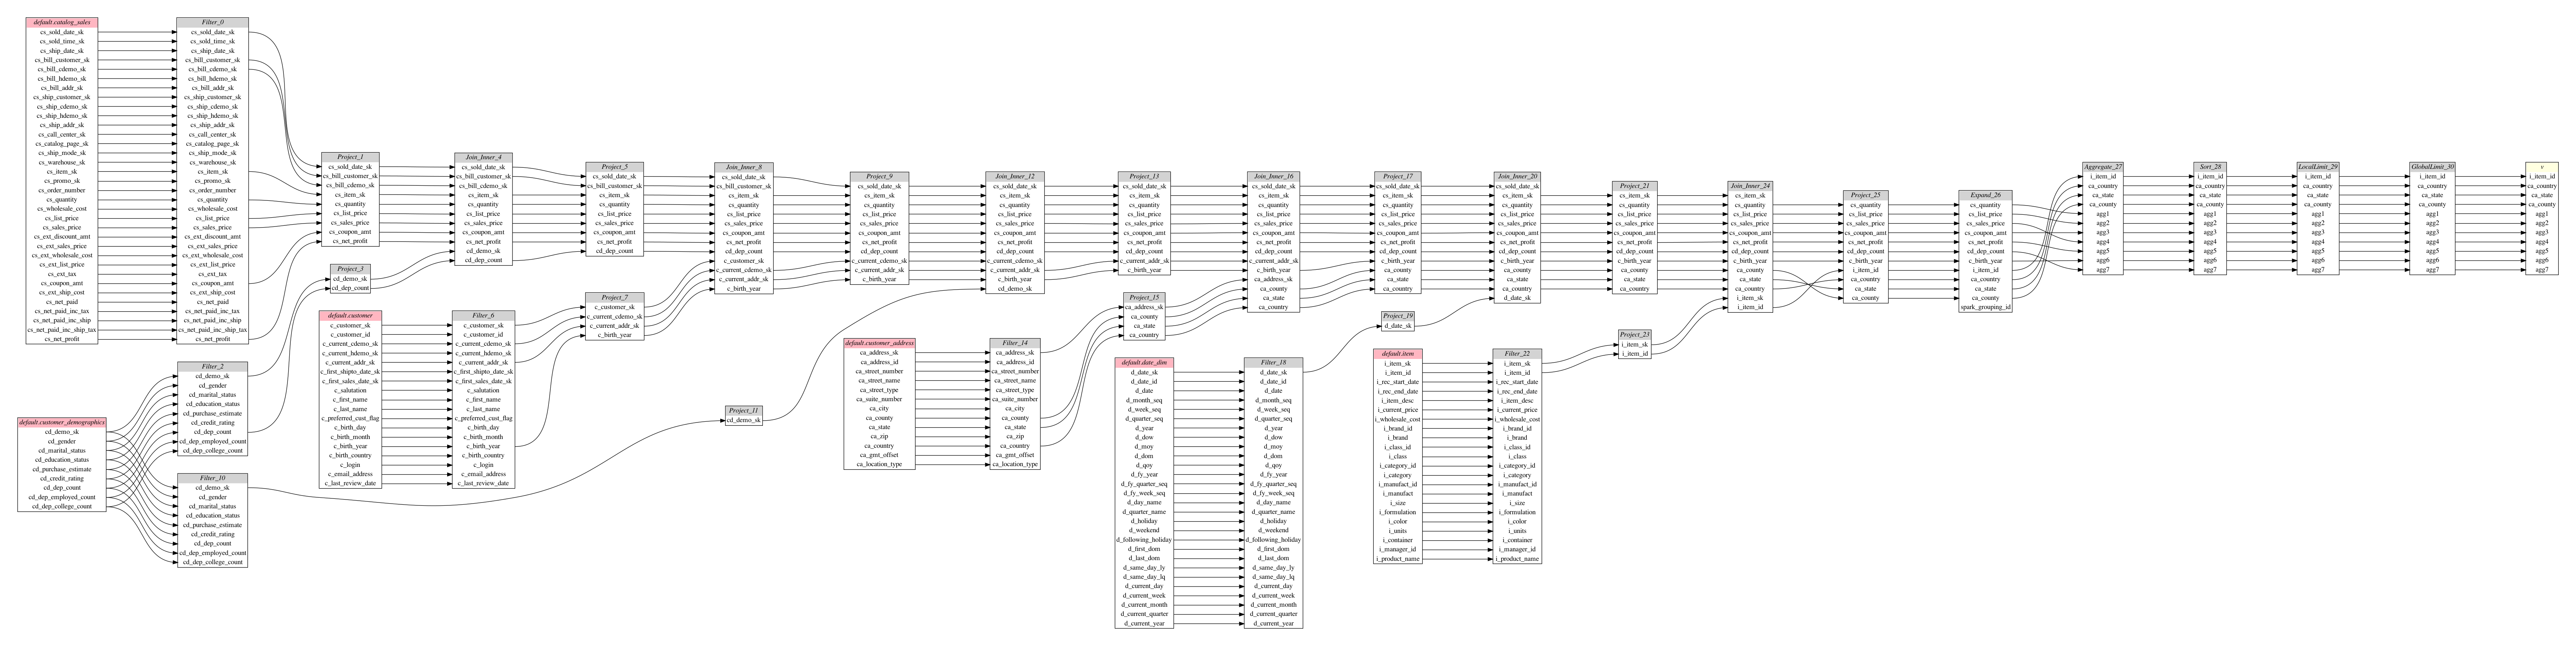 default.catalog_sales
cs_sold_date_sk
cs_sold_time_sk
cs_ship_date_sk
cs_bill_customer_sk
cs_bill_cdemo_sk
cs_bill_hdemo_sk
cs_bill_addr_sk
cs_ship_customer_sk
cs_ship_cdemo_sk
cs_ship_hdemo_sk
cs_ship_addr_sk
cs_call_center_sk
cs_catalog_page_sk
cs_ship_mode_sk
cs_warehouse_sk
cs_item_sk
cs_promo_sk
cs_order_number
cs_quantity
cs_wholesale_cost
cs_list_price
cs_sales_price
cs_ext_discount_amt
cs_ext_sales_price
cs_ext_wholesale_cost
cs_ext_list_price
cs_ext_tax
cs_coupon_amt
cs_ext_ship_cost
cs_net_paid
cs_net_paid_inc_tax
cs_net_paid_inc_ship
cs_net_paid_inc_ship_tax
cs_net_profit
default.customer_demographics
cd_demo_sk
cd_gender
cd_marital_status
cd_education_status
cd_purchase_estimate
cd_credit_rating
cd_dep_count
cd_dep_employed_count
cd_dep_college_count
Filter_0
cs_sold_date_sk
cs_sold_time_sk
cs_ship_date_sk
cs_bill_customer_sk
cs_bill_cdemo_sk
cs_bill_hdemo_sk
cs_bill_addr_sk
cs_ship_customer_sk
cs_ship_cdemo_sk
cs_ship_hdemo_sk
cs_ship_addr_sk
cs_call_center_sk
cs_catalog_page_sk
cs_ship_mode_sk
cs_warehouse_sk
cs_item_sk
cs_promo_sk
cs_order_number
cs_quantity
cs_wholesale_cost
cs_list_price
cs_sales_price
cs_ext_discount_amt
cs_ext_sales_price
cs_ext_wholesale_cost
cs_ext_list_price
cs_ext_tax
cs_coupon_amt
cs_ext_ship_cost
cs_net_paid
cs_net_paid_inc_tax
cs_net_paid_inc_ship
cs_net_paid_inc_ship_tax
cs_net_profit
Filter_2
cd_demo_sk
cd_gender
cd_marital_status
cd_education_status
cd_purchase_estimate
cd_credit_rating
cd_dep_count
cd_dep_employed_count
cd_dep_college_count
Filter_10
cd_demo_sk
cd_gender
cd_marital_status
cd_education_status
cd_purchase_estimate
cd_credit_rating
cd_dep_count
cd_dep_employed_count
cd_dep_college_count
Project_1
cs_sold_date_sk
cs_bill_customer_sk
cs_bill_cdemo_sk
cs_item_sk
cs_quantity
cs_list_price
cs_sales_price
cs_coupon_amt
cs_net_profit
Project_3
cd_demo_sk
cd_dep_count
default.customer
c_customer_sk
c_customer_id
c_current_cdemo_sk
c_current_hdemo_sk
c_current_addr_sk
c_first_shipto_date_sk
c_first_sales_date_sk
c_salutation
c_first_name
c_last_name
c_preferred_cust_flag
c_birth_day
c_birth_month
c_birth_year
c_birth_country
c_login
c_email_address
c_last_review_date
Join_Inner_4
cs_sold_date_sk
cs_bill_customer_sk
cs_bill_cdemo_sk
cs_item_sk
cs_quantity
cs_list_price
cs_sales_price
cs_coupon_amt
cs_net_profit
cd_demo_sk
cd_dep_count
Filter_6
c_customer_sk
c_customer_id
c_current_cdemo_sk
c_current_hdemo_sk
c_current_addr_sk
c_first_shipto_date_sk
c_first_sales_date_sk
c_salutation
c_first_name
c_last_name
c_preferred_cust_flag
c_birth_day
c_birth_month
c_birth_year
c_birth_country
c_login
c_email_address
c_last_review_date
Project_5
cs_sold_date_sk
cs_bill_customer_sk
cs_item_sk
cs_quantity
cs_list_price
cs_sales_price
cs_coupon_amt
cs_net_profit
cd_dep_count
Project_7
c_customer_sk
c_current_cdemo_sk
c_current_addr_sk
c_birth_year
Join_Inner_8
cs_sold_date_sk
cs_bill_customer_sk
cs_item_sk
cs_quantity
cs_list_price
cs_sales_price
cs_coupon_amt
cs_net_profit
cd_dep_count
c_customer_sk
c_current_cdemo_sk
c_current_addr_sk
c_birth_year
Project_11
cd_demo_sk
Project_9
cs_sold_date_sk
cs_item_sk
cs_quantity
cs_list_price
cs_sales_price
cs_coupon_amt
cs_net_profit
cd_dep_count
c_current_cdemo_sk
c_current_addr_sk
c_birth_year
default.customer_address
ca_address_sk
ca_address_id
ca_street_number
ca_street_name
ca_street_type
ca_suite_number
ca_city
ca_county
ca_state
ca_zip
ca_country
ca_gmt_offset
ca_location_type
Join_Inner_12
cs_sold_date_sk
cs_item_sk
cs_quantity
cs_list_price
cs_sales_price
cs_coupon_amt
cs_net_profit
cd_dep_count
c_current_cdemo_sk
c_current_addr_sk
c_birth_year
cd_demo_sk
Filter_14
ca_address_sk
ca_address_id
ca_street_number
ca_street_name
ca_street_type
ca_suite_number
ca_city
ca_county
ca_state
ca_zip
ca_country
ca_gmt_offset
ca_location_type
Project_13
cs_sold_date_sk
cs_item_sk
cs_quantity
cs_list_price
cs_sales_price
cs_coupon_amt
cs_net_profit
cd_dep_count
c_current_addr_sk
c_birth_year
Project_15
ca_address_sk
ca_county
ca_state
ca_country
default.date_dim
d_date_sk
d_date_id
d_date
d_month_seq
d_week_seq
d_quarter_seq
d_year
d_dow
d_moy
d_dom
d_qoy
d_fy_year
d_fy_quarter_seq
d_fy_week_seq
d_day_name
d_quarter_name
d_holiday
d_weekend
d_following_holiday
d_first_dom
d_last_dom
d_same_day_ly
d_same_day_lq
d_current_day
d_current_week
d_current_month
d_current_quarter
d_current_year
Join_Inner_16
cs_sold_date_sk
cs_item_sk
cs_quantity
cs_list_price
cs_sales_price
cs_coupon_amt
cs_net_profit
cd_dep_count
c_current_addr_sk
c_birth_year
ca_address_sk
ca_county
ca_state
ca_country
Filter_18
d_date_sk
d_date_id
d_date
d_month_seq
d_week_seq
d_quarter_seq
d_year
d_dow
d_moy
d_dom
d_qoy
d_fy_year
d_fy_quarter_seq
d_fy_week_seq
d_day_name
d_quarter_name
d_holiday
d_weekend
d_following_holiday
d_first_dom
d_last_dom
d_same_day_ly
d_same_day_lq
d_current_day
d_current_week
d_current_month
d_current_quarter
d_current_year
Project_17
cs_sold_date_sk
cs_item_sk
cs_quantity
cs_list_price
cs_sales_price
cs_coupon_amt
cs_net_profit
cd_dep_count
c_birth_year
ca_county
ca_state
ca_country
Project_19
d_date_sk
default.item
i_item_sk
i_item_id
i_rec_start_date
i_rec_end_date
i_item_desc
i_current_price
i_wholesale_cost
i_brand_id
i_brand
i_class_id
i_class
i_category_id
i_category
i_manufact_id
i_manufact
i_size
i_formulation
i_color
i_units
i_container
i_manager_id
i_product_name
Join_Inner_20
cs_sold_date_sk
cs_item_sk
cs_quantity
cs_list_price
cs_sales_price
cs_coupon_amt
cs_net_profit
cd_dep_count
c_birth_year
ca_county
ca_state
ca_country
d_date_sk
Filter_22
i_item_sk
i_item_id
i_rec_start_date
i_rec_end_date
i_item_desc
i_current_price
i_wholesale_cost
i_brand_id
i_brand
i_class_id
i_class
i_category_id
i_category
i_manufact_id
i_manufact
i_size
i_formulation
i_color
i_units
i_container
i_manager_id
i_product_name
Project_21
cs_item_sk
cs_quantity
cs_list_price
cs_sales_price
cs_coupon_amt
cs_net_profit
cd_dep_count
c_birth_year
ca_county
ca_state
ca_country
Project_23
i_item_sk
i_item_id
Join_Inner_24
cs_item_sk
cs_quantity
cs_list_price
cs_sales_price
cs_coupon_amt
cs_net_profit
cd_dep_count
c_birth_year
ca_county
ca_state
ca_country
i_item_sk
i_item_id
Project_25
cs_quantity
cs_list_price
cs_sales_price
cs_coupon_amt
cs_net_profit
cd_dep_count
c_birth_year
i_item_id
ca_country
ca_state
ca_county
Expand_26
cs_quantity
cs_list_price
cs_sales_price
cs_coupon_amt
cs_net_profit
cd_dep_count
c_birth_year
i_item_id
ca_country
ca_state
ca_county
spark_grouping_id
Aggregate_27
i_item_id
ca_country
ca_state
ca_county
agg1
agg2
agg3
agg4
agg5
agg6
agg7
Sort_28
i_item_id
ca_country
ca_state
ca_county
agg1
agg2
agg3
agg4
agg5
agg6
agg7
LocalLimit_29
i_item_id
ca_country
ca_state
ca_county
agg1
agg2
agg3
agg4
agg5
agg6
agg7
GlobalLimit_30
i_item_id
ca_country
ca_state
ca_county
agg1
agg2
agg3
agg4
agg5
agg6
agg7
v
i_item_id
ca_country
ca_state
ca_county
agg1
agg2
agg3
agg4
agg5
agg6
agg7